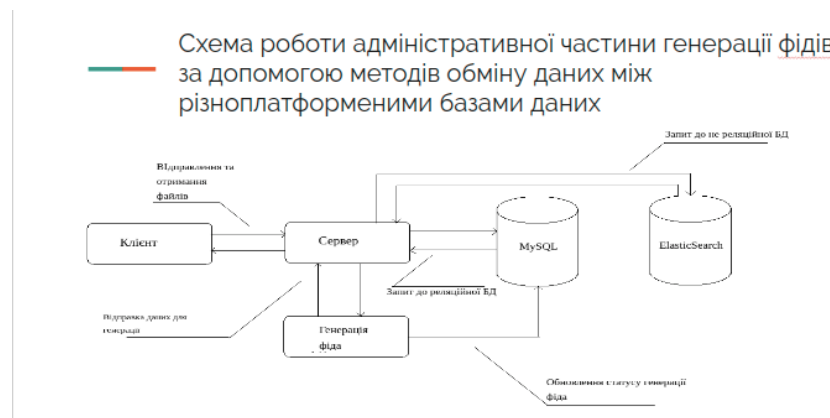 Схема роботи адміністративної частини генерації фідів
за допомогою методів обміну даних між
різноплатформеними базами даних
Запит до не реляційної БД
Відправлення та
отримання
файлів
Клієнт
Сервер
MySQL
ElasticSearch
Запит до реляційної БД
Відправка даних для
генерації
Генерація
фіда
Обновлення статусу генерації
фіда